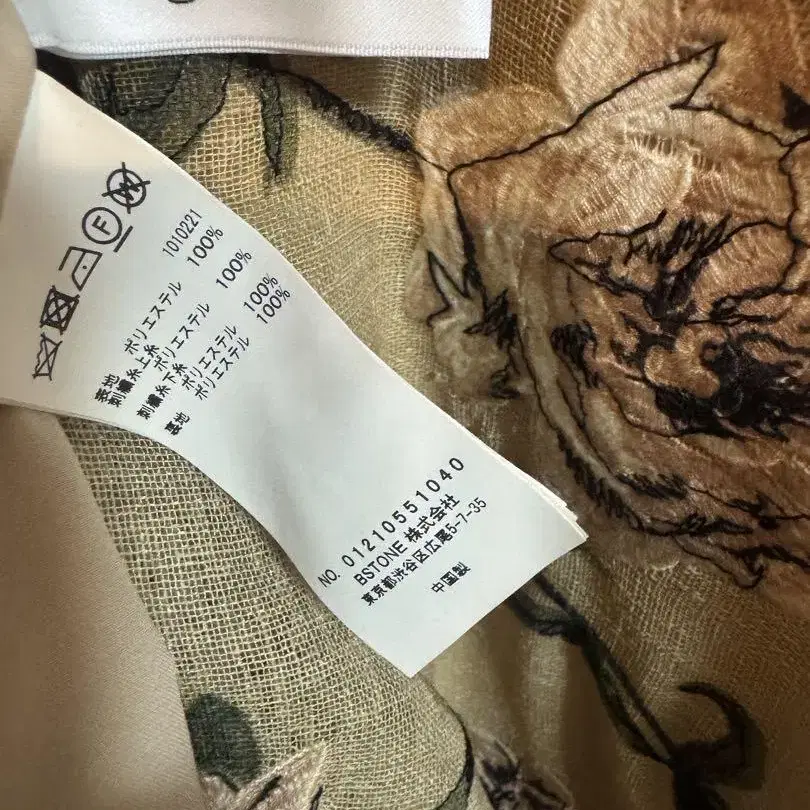 1010221
表地 ポリエステル 100%
刺繍糸上糸 ポリエステル 100%
刺繍糸下糸 ポリエステル 100%
裏地 ポリエステル 100%
NO. 01210551040
BSTONE 株式会社
東京都渋谷区広尾5-7-35
中国製